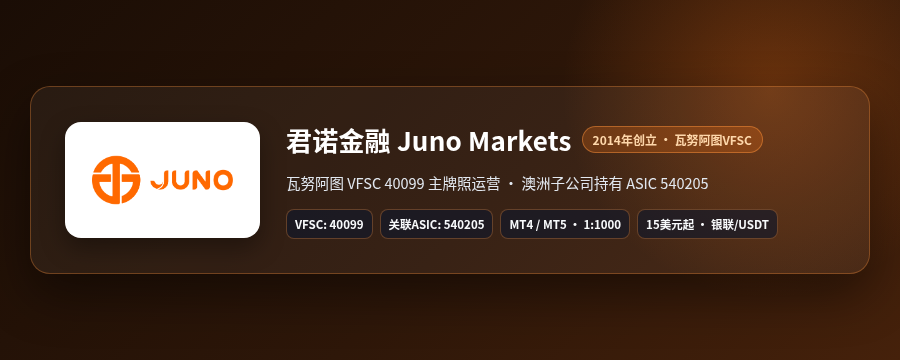 JUNO
君诺金融 Juno Markets
2014年创立 · 瓦努阿图VFSC
瓦努阿图 VFSC 40099 主牌照运营 · 澳洲子公司持有 ASIC 540205
VFSC: 40099
关联ASIC: 540205
MT4 / MT5 · 1:1000
15美元起 · 银联/USDT